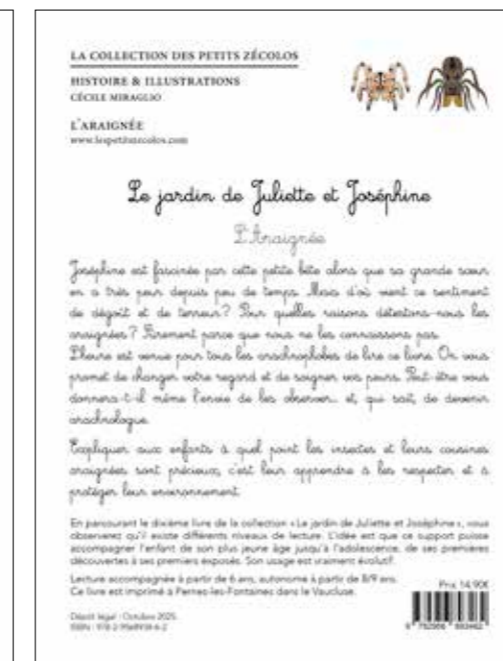 LA COLLECTION DES PETITS ZÉCOLOS
HISTOIRE & ILLUSTRATIONS
CÉCILE MIRAGLIO
L'ARAIGNÉE
www.lespetitszecolos.com
Le jardin de Juliette et Joséphine
L'Araignée
Joséphine est fascinée par cette petite bête alors que sa grande sœur
en a très peur depuis peu de temps. Mais d'où vient ce sentiment
de dégoût et de terreur ? Pour quelles raisons détestons-nous les
araignées ? Sûrement parce que nous ne les connaissons pas.
L'heure est venue pour tous les arachnophobes de lire ce livre. On vous
promet de changer votre regard et de soigner vos peurs. Peut-être vous
donnera-t-il même l'envie de les observer... et, qui sait, de devenir
arachnologue.
Expliquer aux enfants à quel point les insectes et leurs cousines
araignées sont précieux, c'est leur apprendre à les respecter et à
protéger leur environnement.
En parcourant le dixième livre de la collection « Le jardin de Juliette et Joséphine », vous
observerez qu'il existe différents niveaux de lecture. L'idée est que ce support puisse
accompagner l'enfant de son plus jeune âge jusqu'à l'adolescence, de ses premières
découvertes à ses premiers exposés. Son usage est vraiment évolutif.
Lecture accompagnée à partir de 6 ans, autonome à partir de 8/9 ans.
Ce livre est imprimé à Pernes-les-Fontaines dans le Vaucluse.
Prix 14,90€
Dépôt légal : Octobre 2025
ISBN :